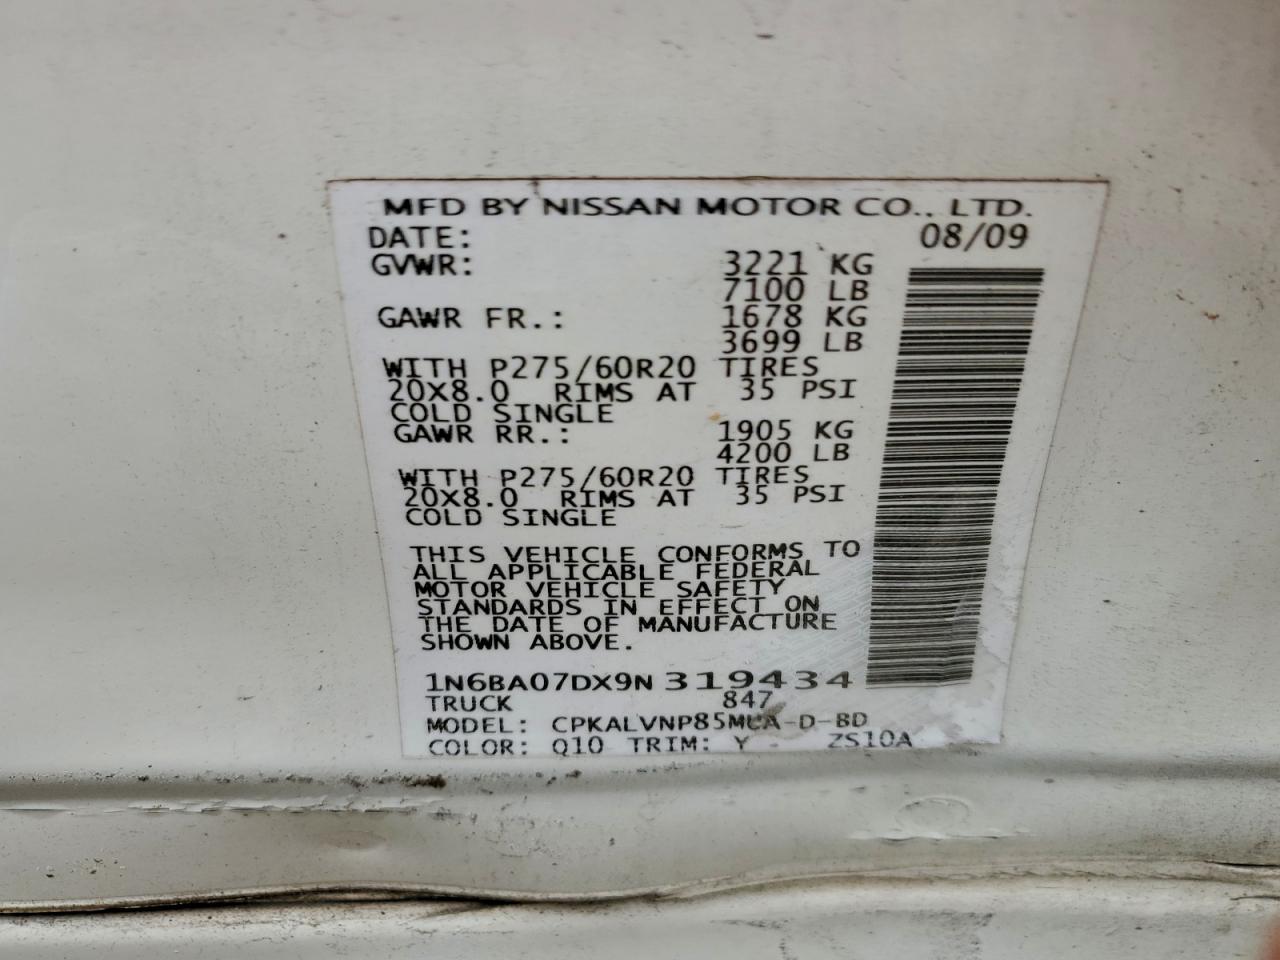 MFD BY NISSAN MOTOR CO., LTD.
DATE: 08/09
GVWR: 3221 KG
7100 LB
GAWR FR.: 1678 KG
3699 LB
WITH P275/60R20 TIRES
20X8.0 RIMS AT 35 PSI
COLD SINGLE
GAWR RR.: 1905 KG
4200 LB
WITH P275/60R20 TIRES
20X8.0 RIMS AT 35 PSI
COLD SINGLE
THIS VEHICLE CONFORMS TO
ALL APPLICABLE FEDERAL
MOTOR VEHICLE SAFETY
STANDARDS IN EFFECT ON
THE DATE OF MANUFACTURE
SHOWN ABOVE.
1N6BA07DX9N319434
TRUCK 847
MODEL: CPKALVNP85MUA-D-BD
COLOR: Q10 TRIM: Y - ZS10A